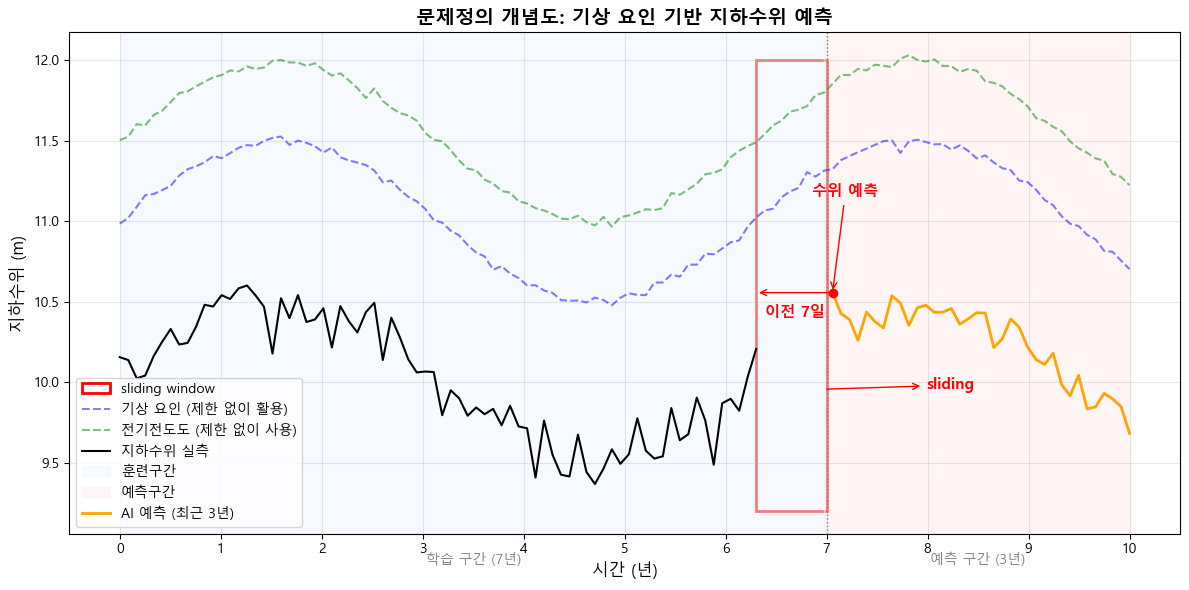 문제정의 개념도: 기상 요인 기반 지하수위 예측
지하수위 (m)
12.0
11.5
11.0
10.5
10.0
9.5
수위 예측
이전 7일
sliding
sliding window
기상 요인 (제한 없이 활용)
전기전도도 (제한 없이 사용)
지하수위 실측
훈련구간
예측구간
AI 예측 (최근 3년)
0 1 2 3 4 5 6 7 8 9 10
학습 구간 (7년) 예측 구간 (3년)
시간 (년)